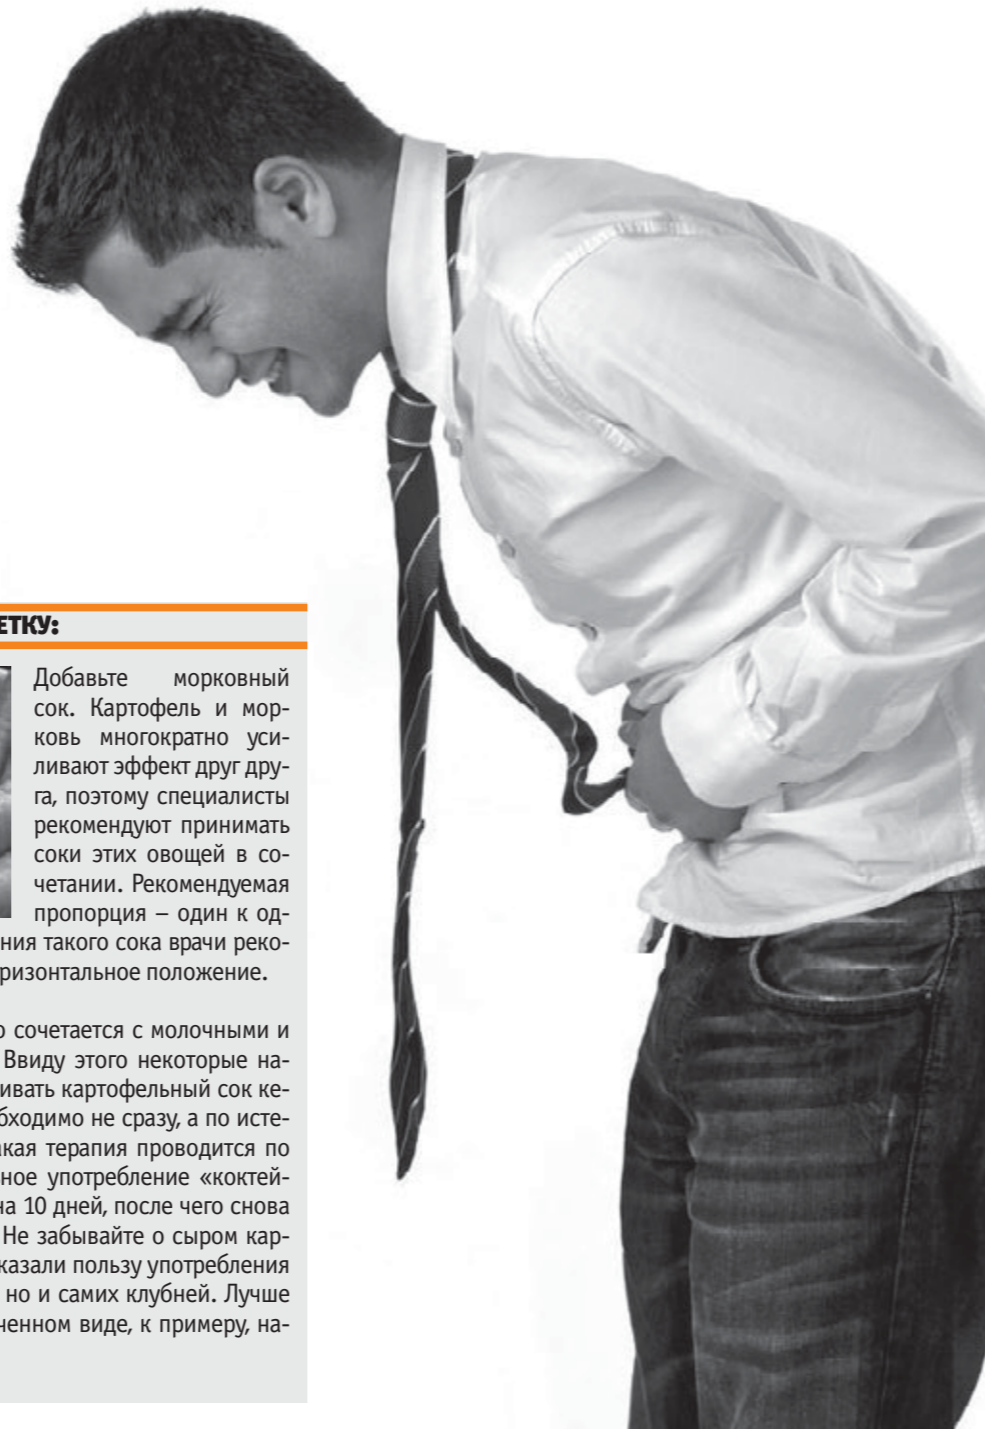 ЕТКУ:
Добавьте морковный
сок. Картофель и мор-
ковь многократно уси-
ливают эффект друг дру-
га, поэтому специалисты
рекомендуют принимать
соки этих овощей в со-
четании. Рекомендуемая
пропорция – один к од-
ния такого сока врачи реко-
ризонтальное положение.
о сочетается с молочными и
Ввиду этого некоторые на-
ивать картофельный сок ке-
бходимо не сразу, а по исте-
акая терапия проводится по
ное употребление «коктей-
на 10 дней, после чего снова
Не забывайте о сыром кар-
казали пользу употребления
но и самих клубней. Лучше
ченном виде, к примеру, на-